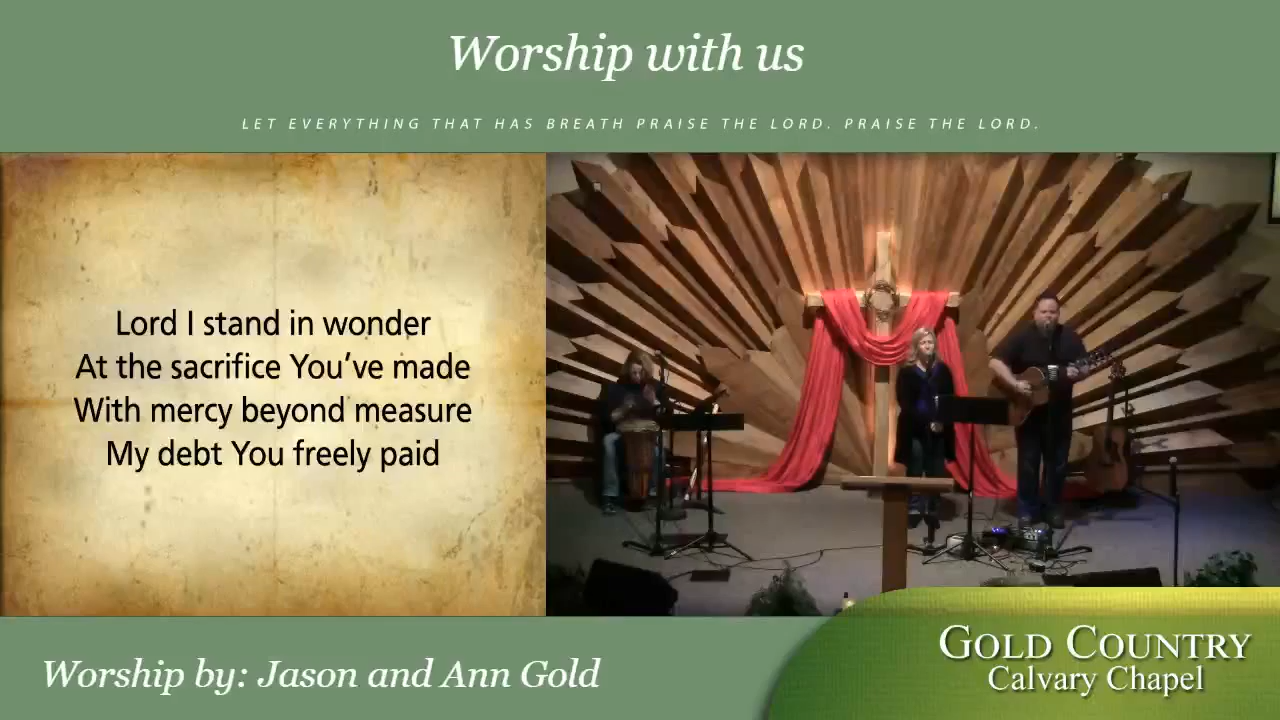 Worship with us
LET EVERYTHING THAT HAS BREATH PRAISE THE LORD. PRAISE THE LORD.
Lord I stand in wonder
At the sacrifice You've made
With mercy beyond measure
My debt You freely paid
Worship by: Jason and Ann Gold
GOLD COUNTRY
Calvary Chapel